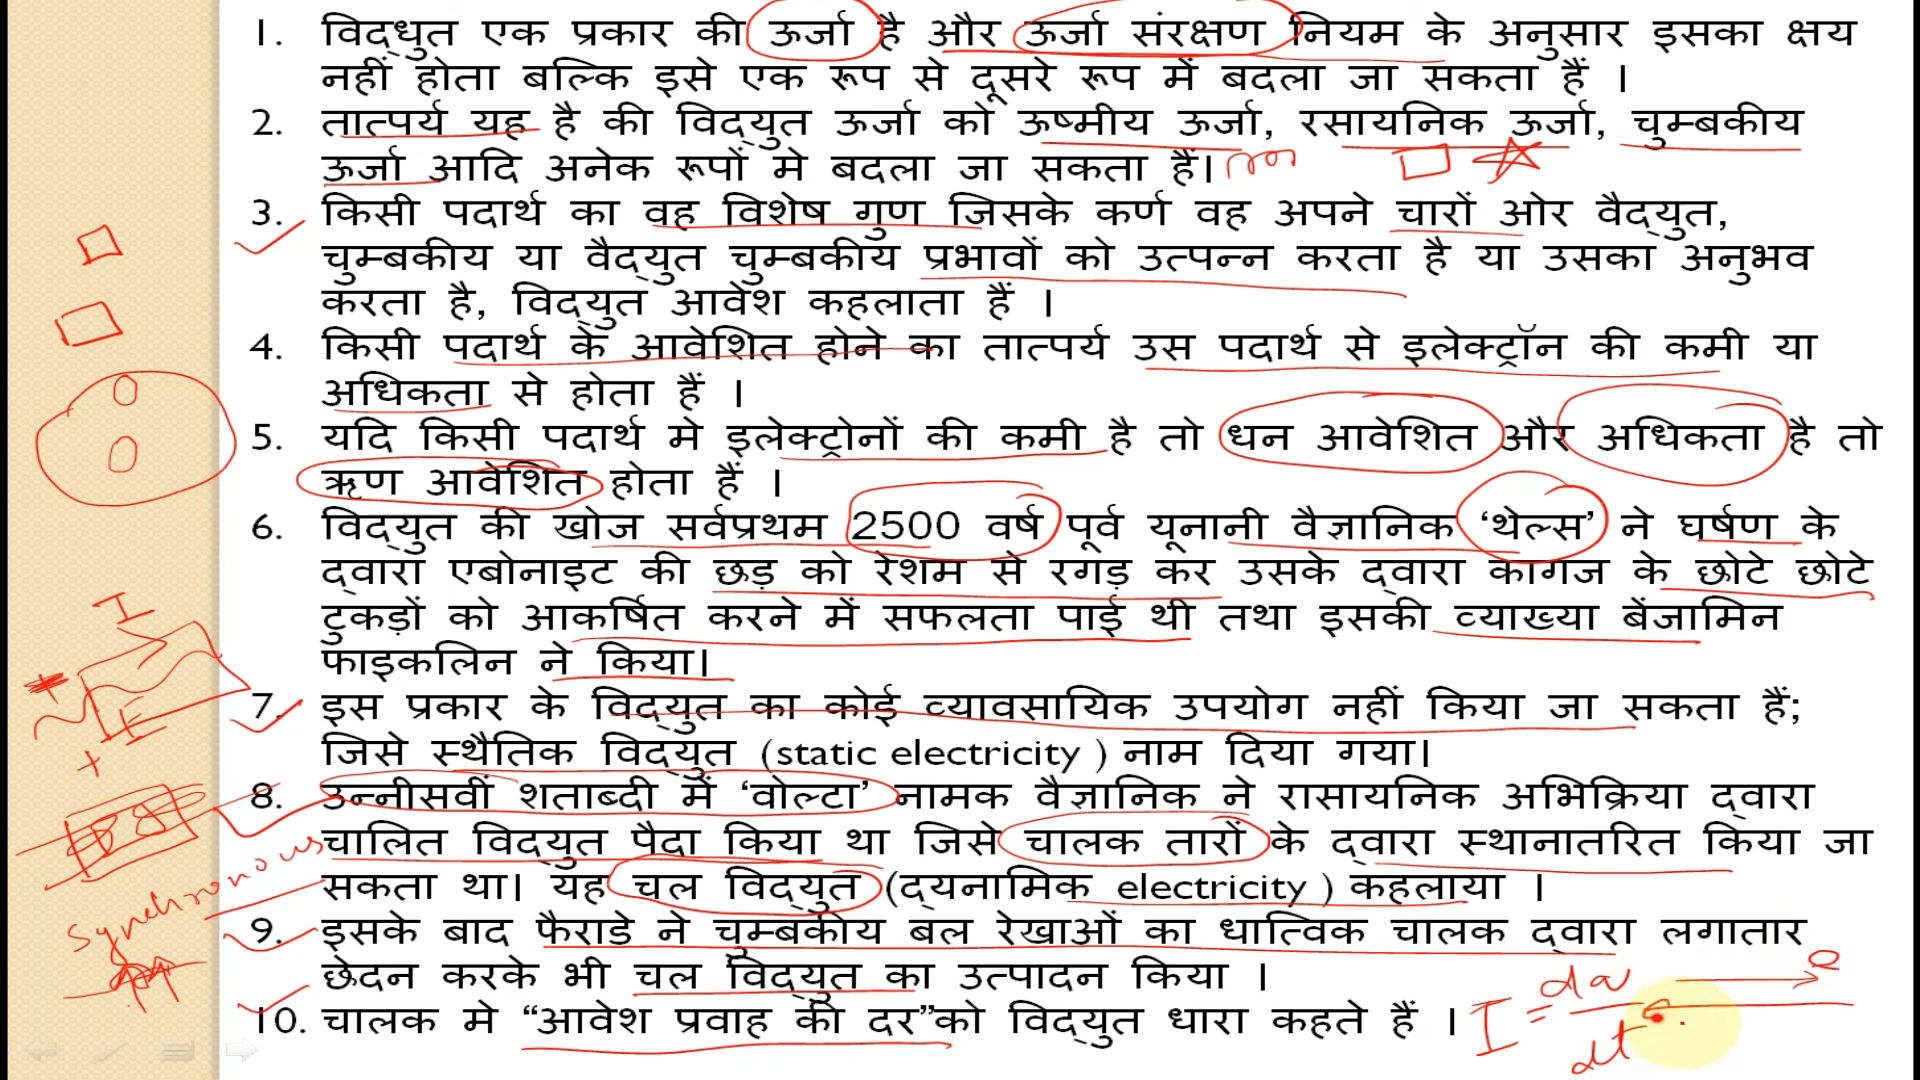 1. विद्धुत एक प्रकार की ऊर्जा है और ऊर्जा संरक्षण नियम के अनुसार इसका क्षय
नहीं होता बल्कि इसे एक रूप से दूसरे रूप में बदला जा सकता हैं ।
2. तात्पर्य यह है की विद्युत ऊर्जा को ऊष्मीय ऊर्जा, रसायनिक ऊर्जा, चुम्बकीय
ऊर्जा आदि अनेक रूपों मे बदला जा सकता हैं।
3. किसी पदार्थ का वह विशेष गुण जिसके कर्ण वह अपने चारों ओर वैद्युत,
चुम्बकीय या वैद्युत चुम्बकीय प्रभावों को उत्पन्न करता है या उसका अनुभव
करता है, विद्युत आवेश कहलाता हैं ।
4. किसी पदार्थ के आवेशित होने का तात्पर्य उस पदार्थ से इलेक्ट्रॉन की कमी या
अधिकता से होता हैं ।
5. यदि किसी पदार्थ मे इलेक्ट्रोनों की कमी है तो धन आवेशित और अधिकता है तो
ऋण आवेशित होता हैं ।
6. विद्युत की खोज सर्वप्रथम 2500 वर्ष पूर्व यूनानी वैज्ञानिक ‘थेल्स’ ने घर्षण के
द्वारा एबोनाइट की छड़ को रेशम से रगड़ कर उसके द्वारा कागज के छोटे छोटे
टुकड़ों को आकर्षित करने में सफलता पाई थी तथा इसकी व्याख्या बेंजामिन
फाइकलिन ने किया।
I
+ E
+
7. इस प्रकार के विद्युत का कोई व्यावसायिक उपयोग नहीं किया जा सकता हैं;
जिसे स्थैतिक विद्युत (static electricity ) नाम दिया गया।
8. उन्नीसवीं शताब्दी में ‘वोल्टा’ नामक वैज्ञानिक ने रासायनिक अभिक्रिया द्वारा
चालित विद्युत पैदा किया था जिसे चालक तारों के द्वारा स्थानातरित किया जा
सकता था। यह चल विद्युत (द्यनामिक electricity ) कहलाया ।
Synchronous
9. इसके बाद फैराडे ने चुम्बकीय बल रेखाओं का धात्विक चालक द्वारा लगातार
छेदन करके भी चल विद्युत का उत्पादन किया ।
10. चालक मे “आवेश प्रवाह की दर”को विद्युत धारा कहते हैं ।